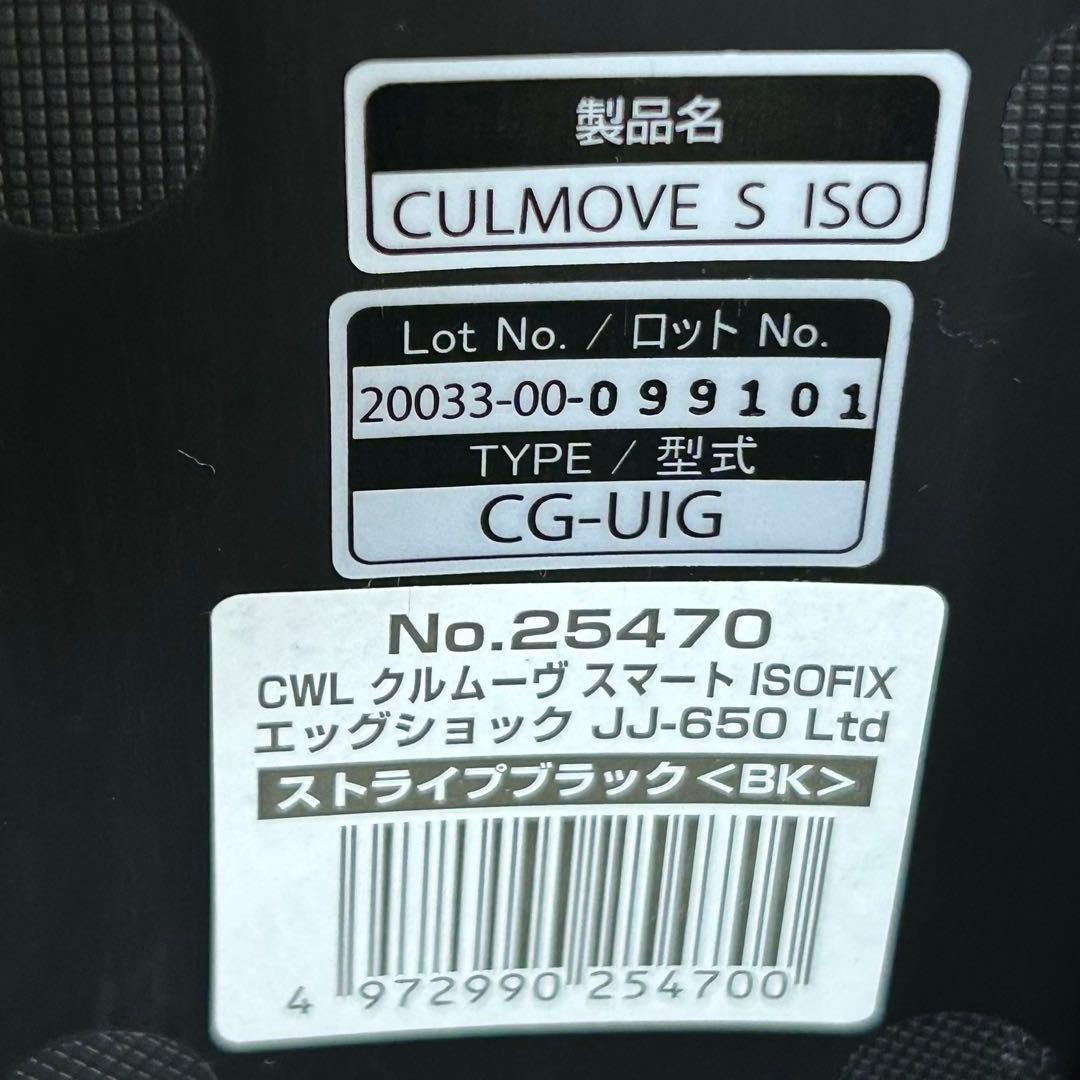 製品名
CULMOVE S ISO
Lot No. / ロット No.
20033-00-099101
TYPE / 型式
CG-UIG
No.25470
CWL クルムーヴ スマート ISOFIX
エッグショック JJ-650 Ltd
ストライプブラック<BK>
4 972990 254700